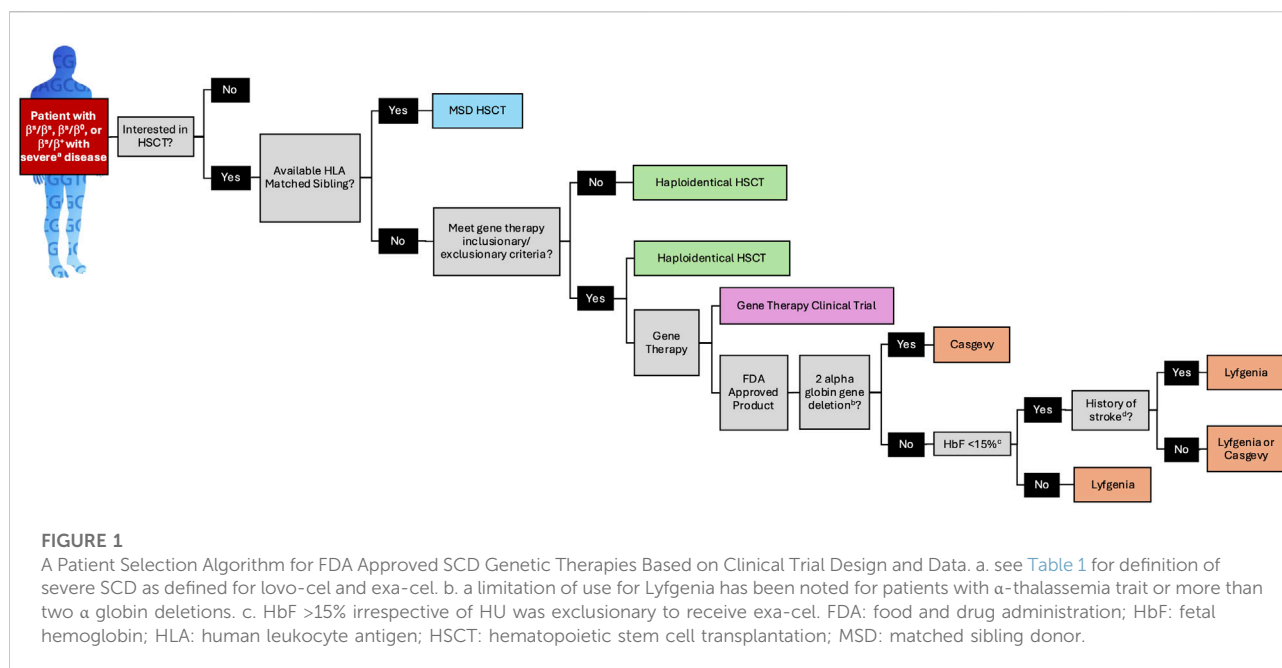 CG
AGCG
Patient with
βˢ/βˢ, βˢ/β⁰, or
βˢ/β⁺ with
severeᵃ disease
GGT
CG GC
GC
G
Interested in
HSCT?
No
Yes
Available HLA
Matched Sibling?
Yes
MSD HSCT
No
Meet gene therapy
inclusionary/
exclusionary criteria?
No
Haploidentical HSCT
Yes
Haploidentical HSCT
Gene
Therapy
Gene Therapy Clinical Trial
FDA
Approved
Product
2 alpha
globin gene
deletionᵇ?
Yes
Casgevy
No
HbF <15%ᶜ
Yes
History of
strokeᵈ?
Yes
Lyfgenia
No
Lyfgenia or
Casgevy
No
Lyfgenia
FIGURE 1
A Patient Selection Algorithm for FDA Approved SCD Genetic Therapies Based on Clinical Trial Design and Data. a. see Table 1 for definition of
severe SCD as defined for lovo-cel and exa-cel. b. a limitation of use for Lyfgenia has been noted for patients with α-thalassemia trait or more than
two α globin deletions. c. HbF >15% irrespective of HU was exclusionary to receive exa-cel. FDA: food and drug administration; HbF: fetal
hemoglobin; HLA: human leukocyte antigen; HSCT: hematopoietic stem cell transplantation; MSD: matched sibling donor.